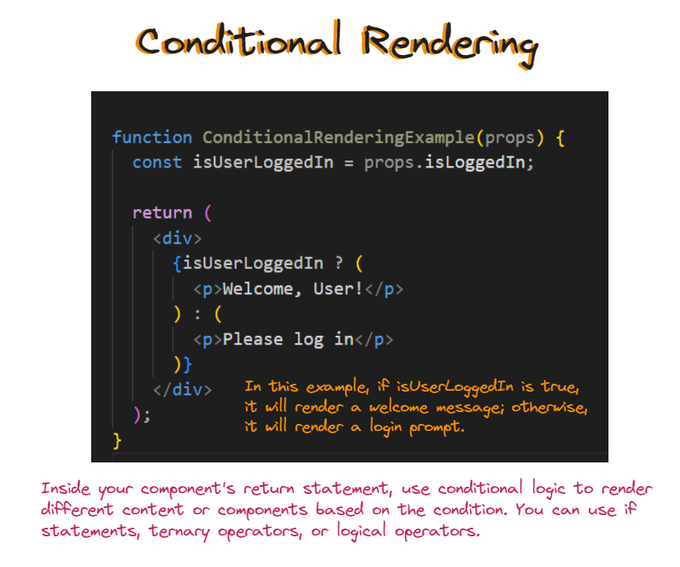 Conditional Rendering
function ConditionalRenderingExample(props) {
const isUserLoggedIn = props.isLoggedIn;
return (
<div>
{isUserLoggedIn ? (
<p>Welcome, User!</p>
) : (
<p>Please log in</p>
)}
</div>
);
}
In this example, if isUserLoggedIn is true,
it will render a welcome message; otherwise,
it will render a login prompt.
Inside your component's return statement, use conditional logic to render
different content or components based on the condition. You can use if
statements, ternary operators, or logical operators.